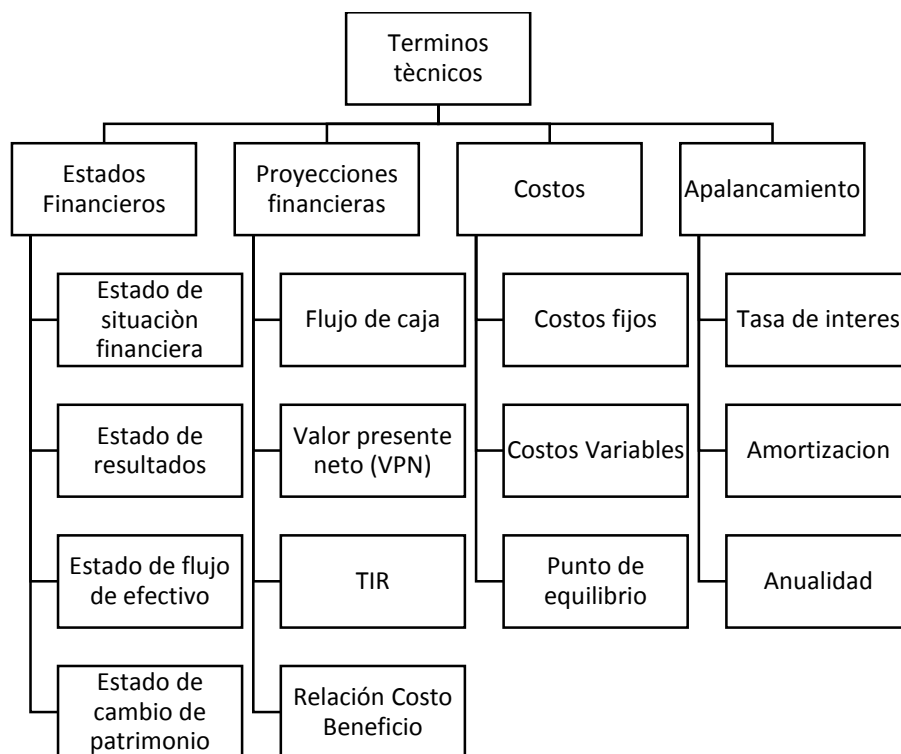 Terminos
tècnicos
Estados
Financieros
Proyecciones
financieras
Costos
Apalancamiento
Estado de
situaciòn
financiera
Flujo de caja
Costos fijos
Tasa de interes
Estado de
resultados
Valor presente
neto (VPN)
Costos Variables
Amortizacion
Estado de flujo
de efectivo
TIR
Punto de
equilibrio
Anualidad
Estado de
cambio de
patrimonio
Relación Costo
Beneficio